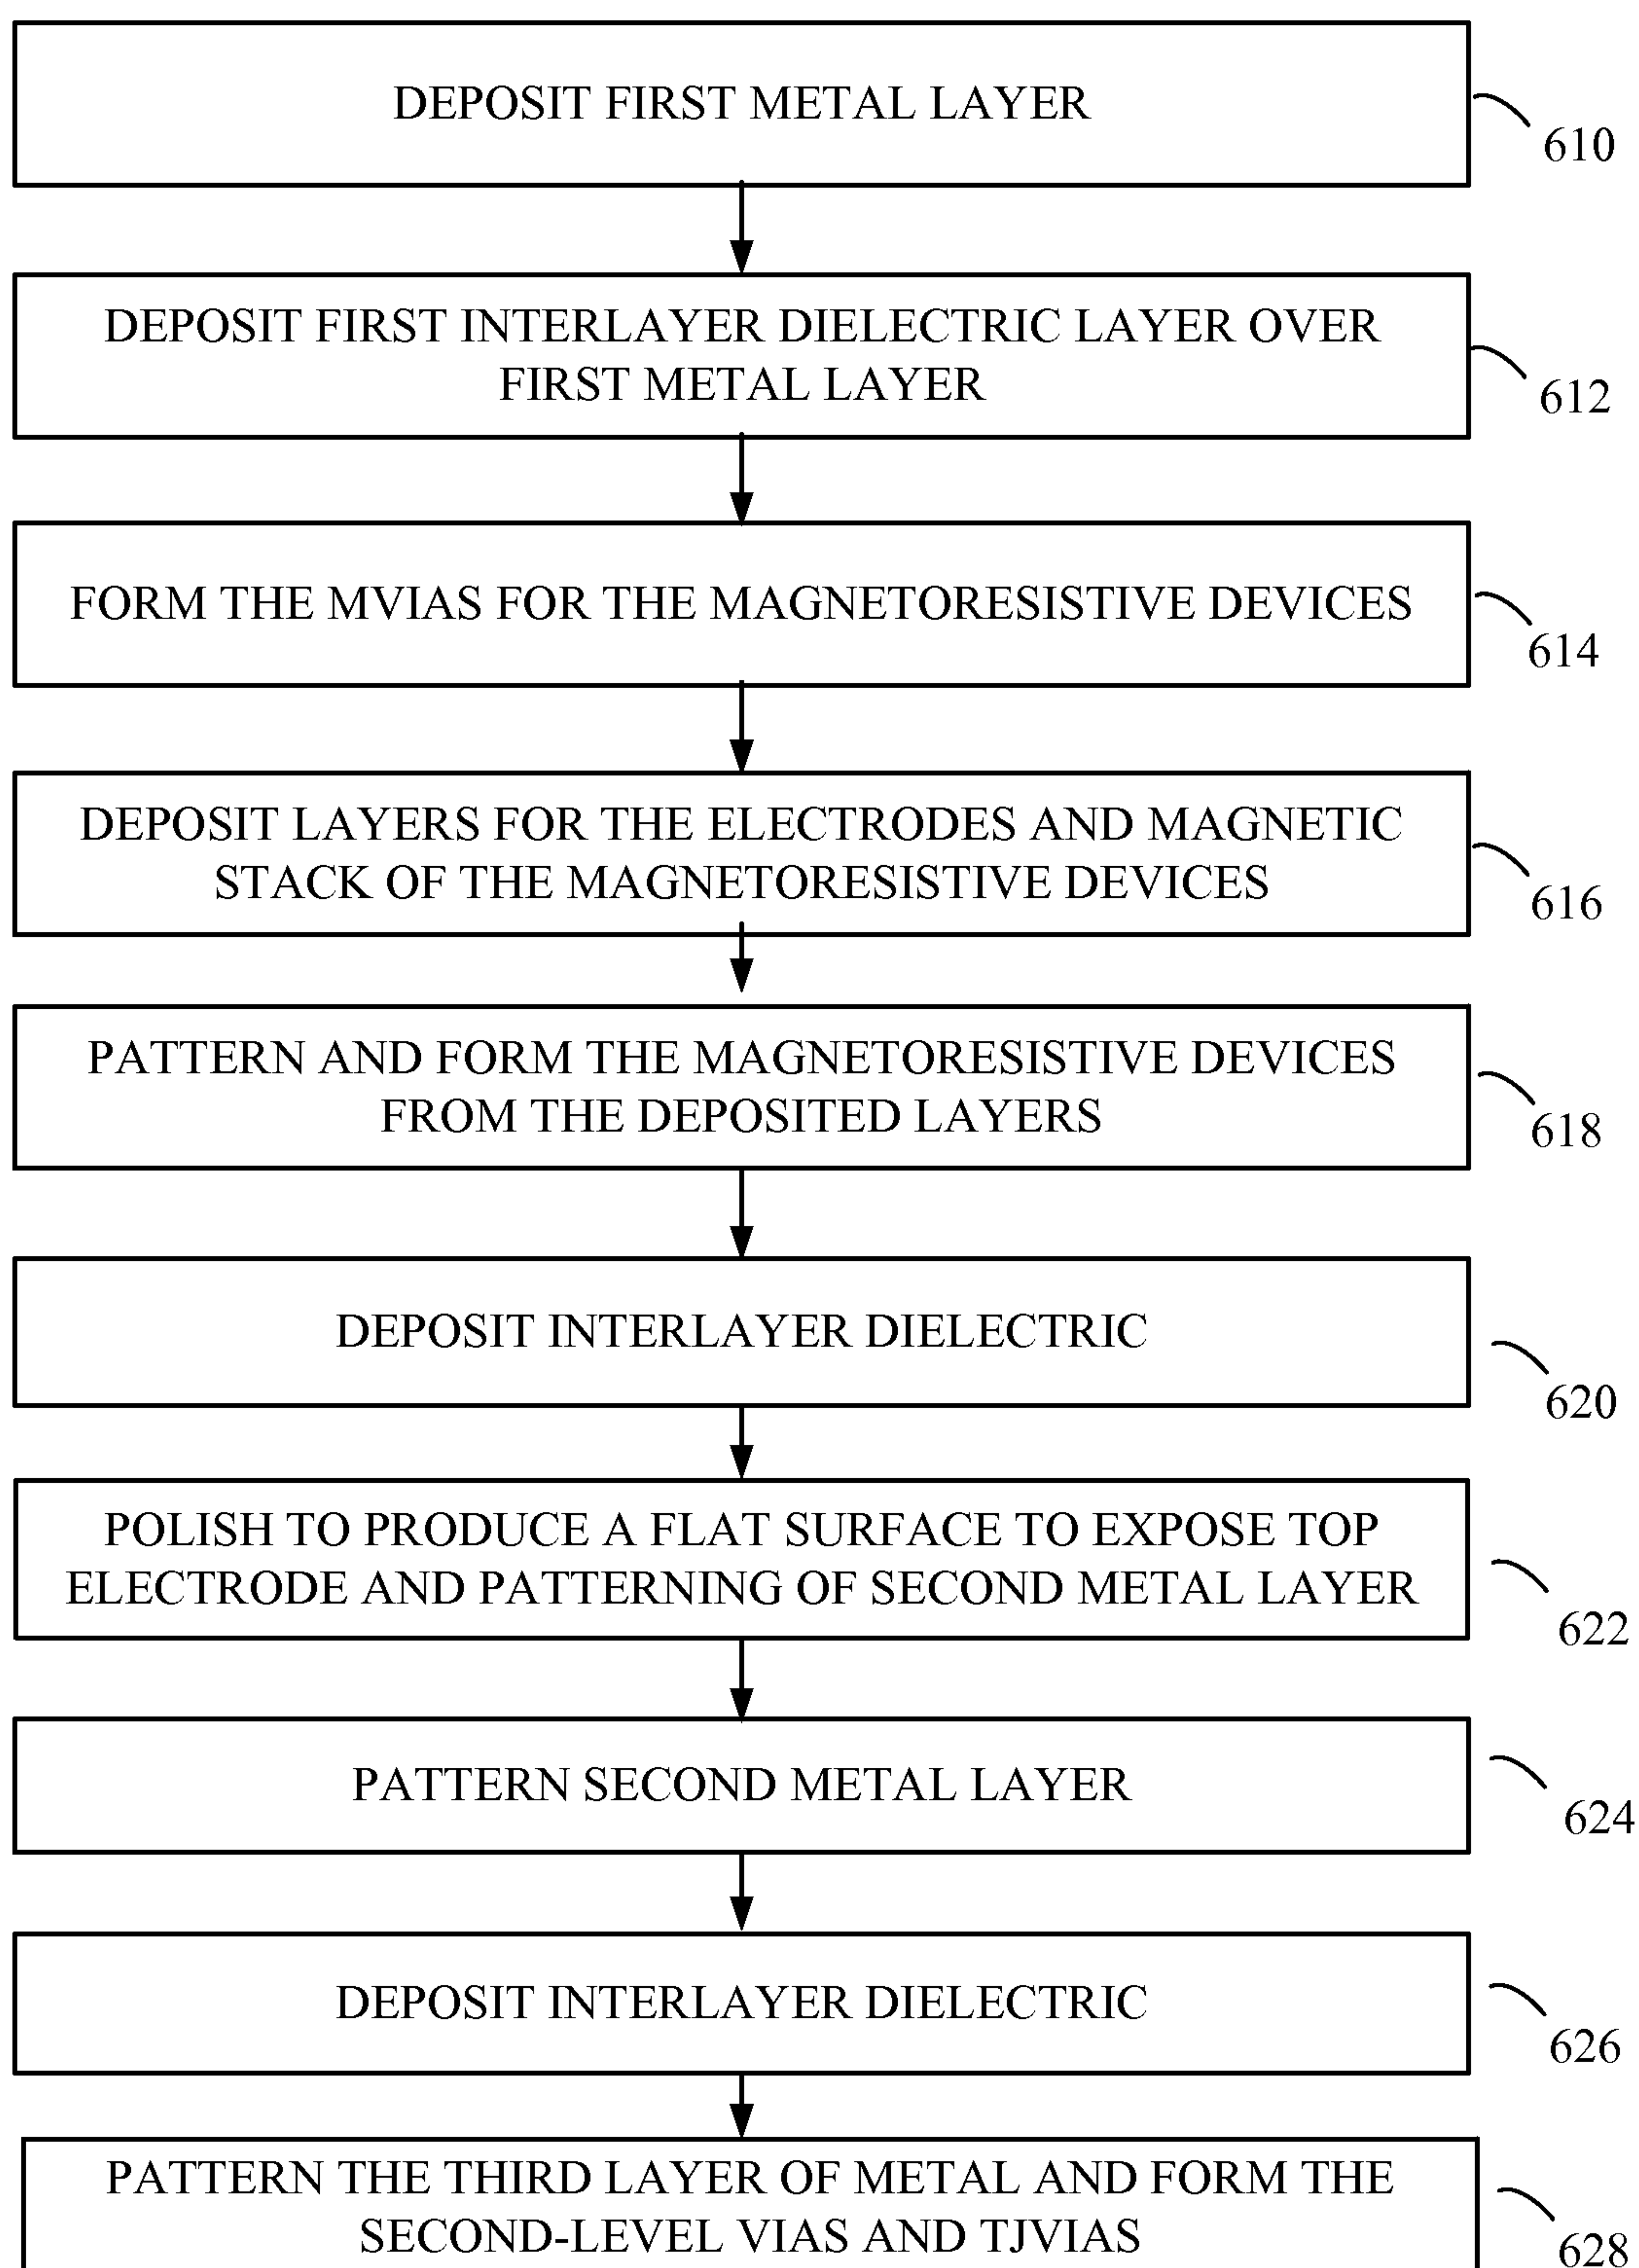 DEPOSIT FIRST METAL LAYER
610
DEPOSIT FIRST INTERLAYER DIELECTRIC LAYER OVER
FIRST METAL LAYER
612
FORM THE MVIAS FOR THE MAGNETORESISTIVE DEVICES
614
DEPOSIT LAYERS FOR THE ELECTRODES AND MAGNETIC
STACK OF THE MAGNETORESISTIVE DEVICES
616
PATTERN AND FORM THE MAGNETORESISTIVE DEVICES
FROM THE DEPOSITED LAYERS
618
DEPOSIT INTERLAYER DIELECTRIC
620
POLISH TO PRODUCE A FLAT SURFACE TO EXPOSE TOP
ELECTRODE AND PATTERNING OF SECOND METAL LAYER
622
PATTERN SECOND METAL LAYER
624
DEPOSIT INTERLAYER DIELECTRIC
626
PATTERN THE THIRD LAYER OF METAL AND FORM THE
SECOND-LEVEL VIAS AND TJVIAS
628